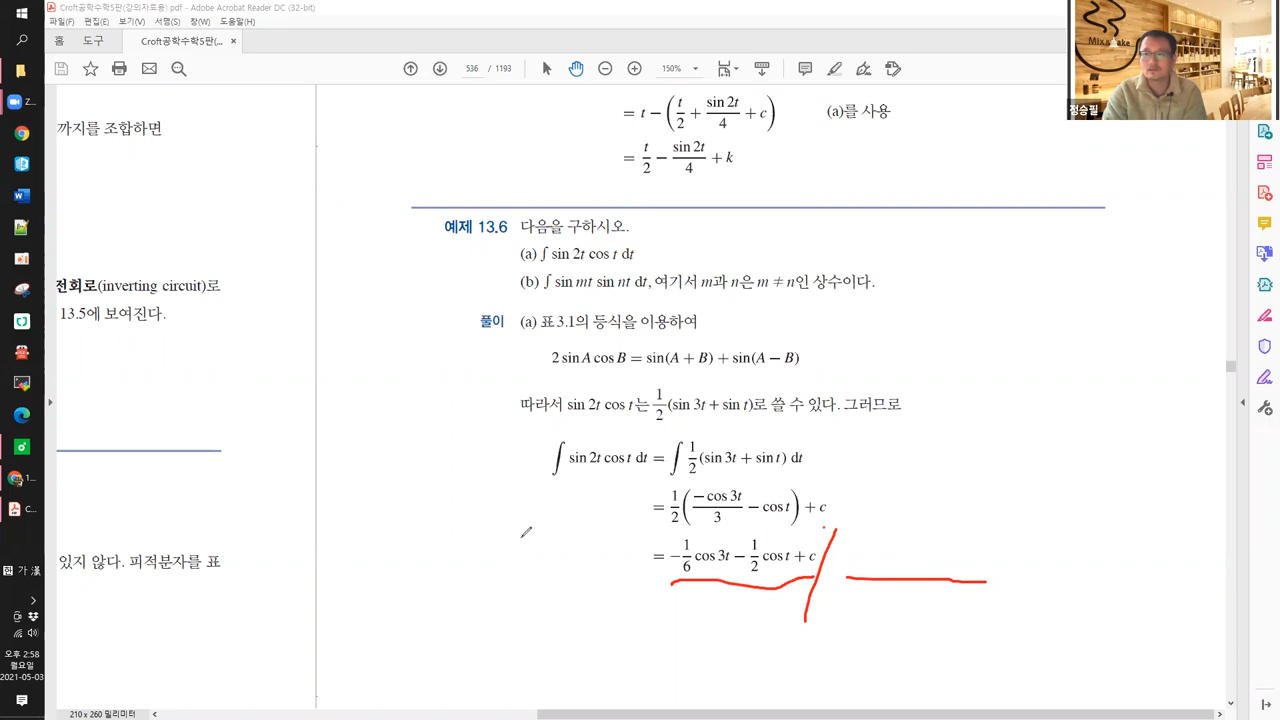 Croft공학수학5판(강의자료용).pdf - Adobe Acrobat Reader DC (32-bit)
파일(F) 편집(E) 보기(V) 서명(S) 창(W) 도움말(H)
홈 도구 Croft공학수학5판(... ×
536 / 1193 150%
Mix&Bake
정승필
까지를 조합하면
전회로(inverting circuit)로
13.5에 보여진다.
있지 않다. 피적분자를 표
= t − (t/2 + sin 2t/4 + c) (a)를 사용
= t/2 − sin 2t/4 + k
예제 13.6 다음을 구하시오.
(a) ∫ sin 2t cos t dt
(b) ∫ sin mt sin nt dt, 여기서 m과 n은 m ≠ n인 상수이다.
풀이 (a) 표 3.1의 등식을 이용하여
2 sin A cos B = sin(A + B) + sin(A − B)
따라서 sin 2t cos t는 1/2(sin 3t + sin t)로 쓸 수 있다. 그러므로
∫ sin 2t cos t dt = ∫ 1/2(sin 3t + sin t) dt
= 1/2(−cos 3t/3 − cos t) + c
= −1/6 cos 3t − 1/2 cos t + c
한 가 漢
오후 2:58
월요일
2021-05-03
210 x 260 밀리미터